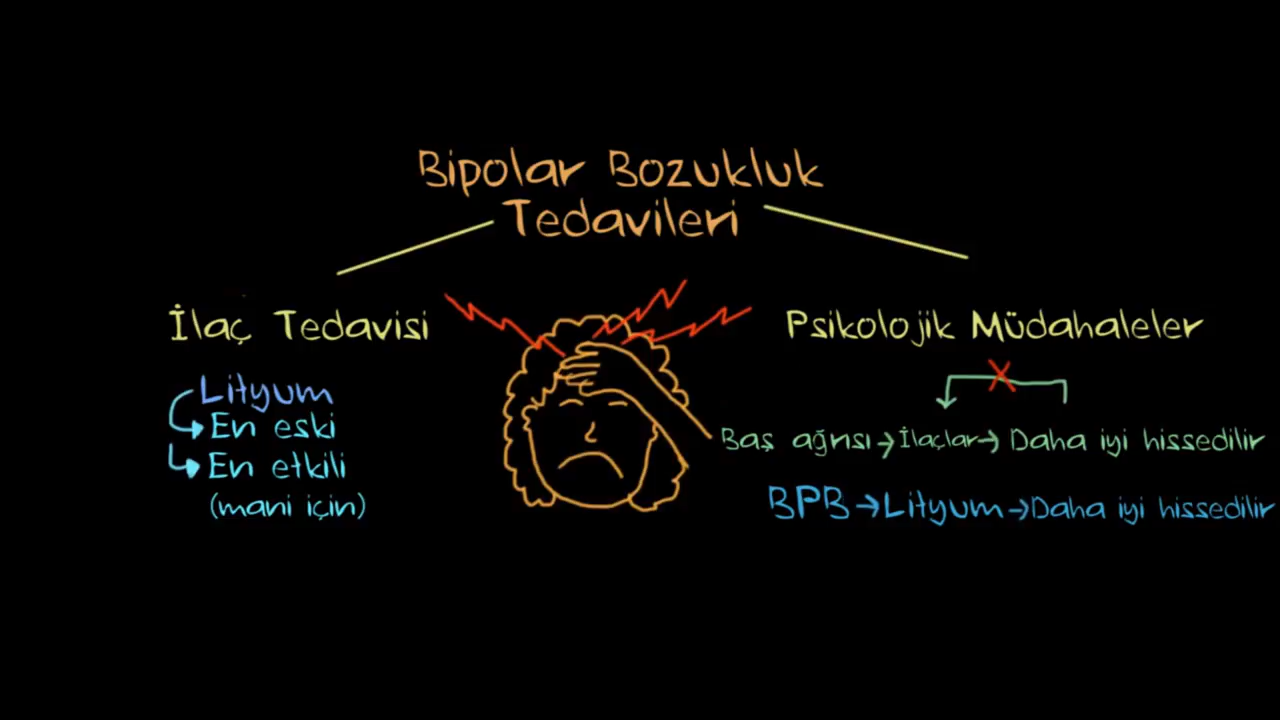 Bipolar Bozukluk
Tedavileri
İlaç Tedavisi
Lityum
En eski
En etkili
(mani için)
Psikolojik Müdahaleler
Baş ağrısı→İlaçlar→ Daha iyi hissedilir
BPB→Lityum→Daha iyi hissedilir